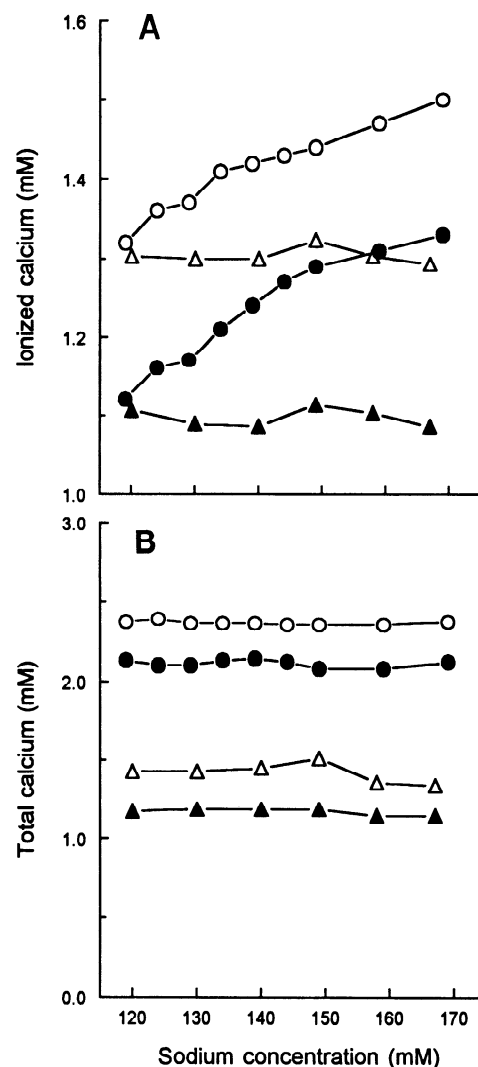 A
1.6
1.4
1.2
1.0
Ionized calcium (mM)
B
3.0
2.0
1.0
0.0
Total calcium (mM)
120 130 140 150 160 170
Sodium concentration (mM)